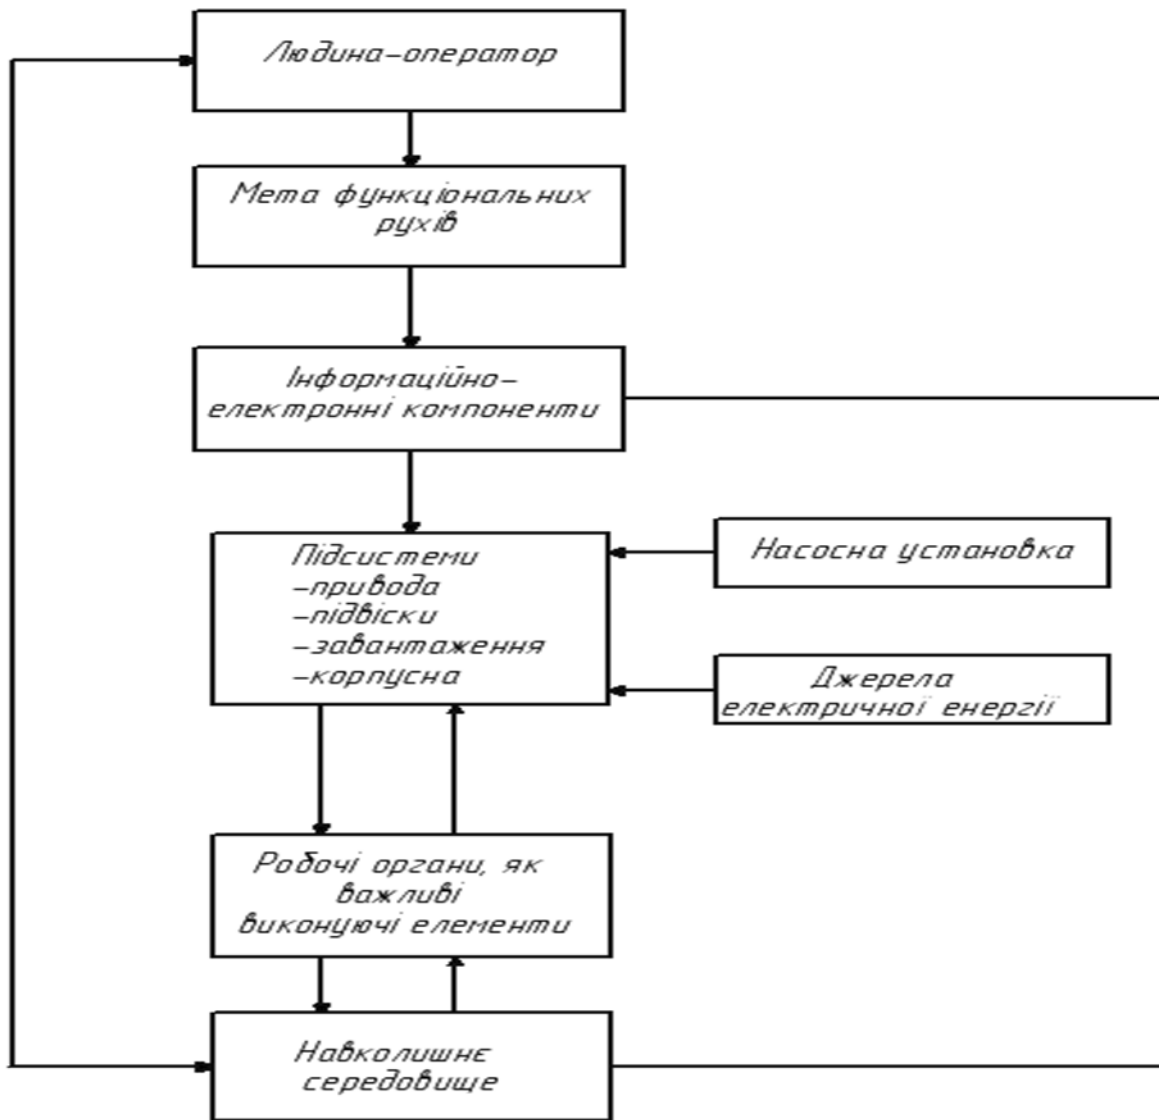 Людина-оператор
Мета функціональних
рухів
Інформаційно-
електронні компоненти
Підсистеми
-привода
-підвіски
-завантаження
-корпусна
Насосна установка
Джерела
електричної енергії
Робочі органи, як
важливі
виконуючі елементи
Навколишнє
середовище